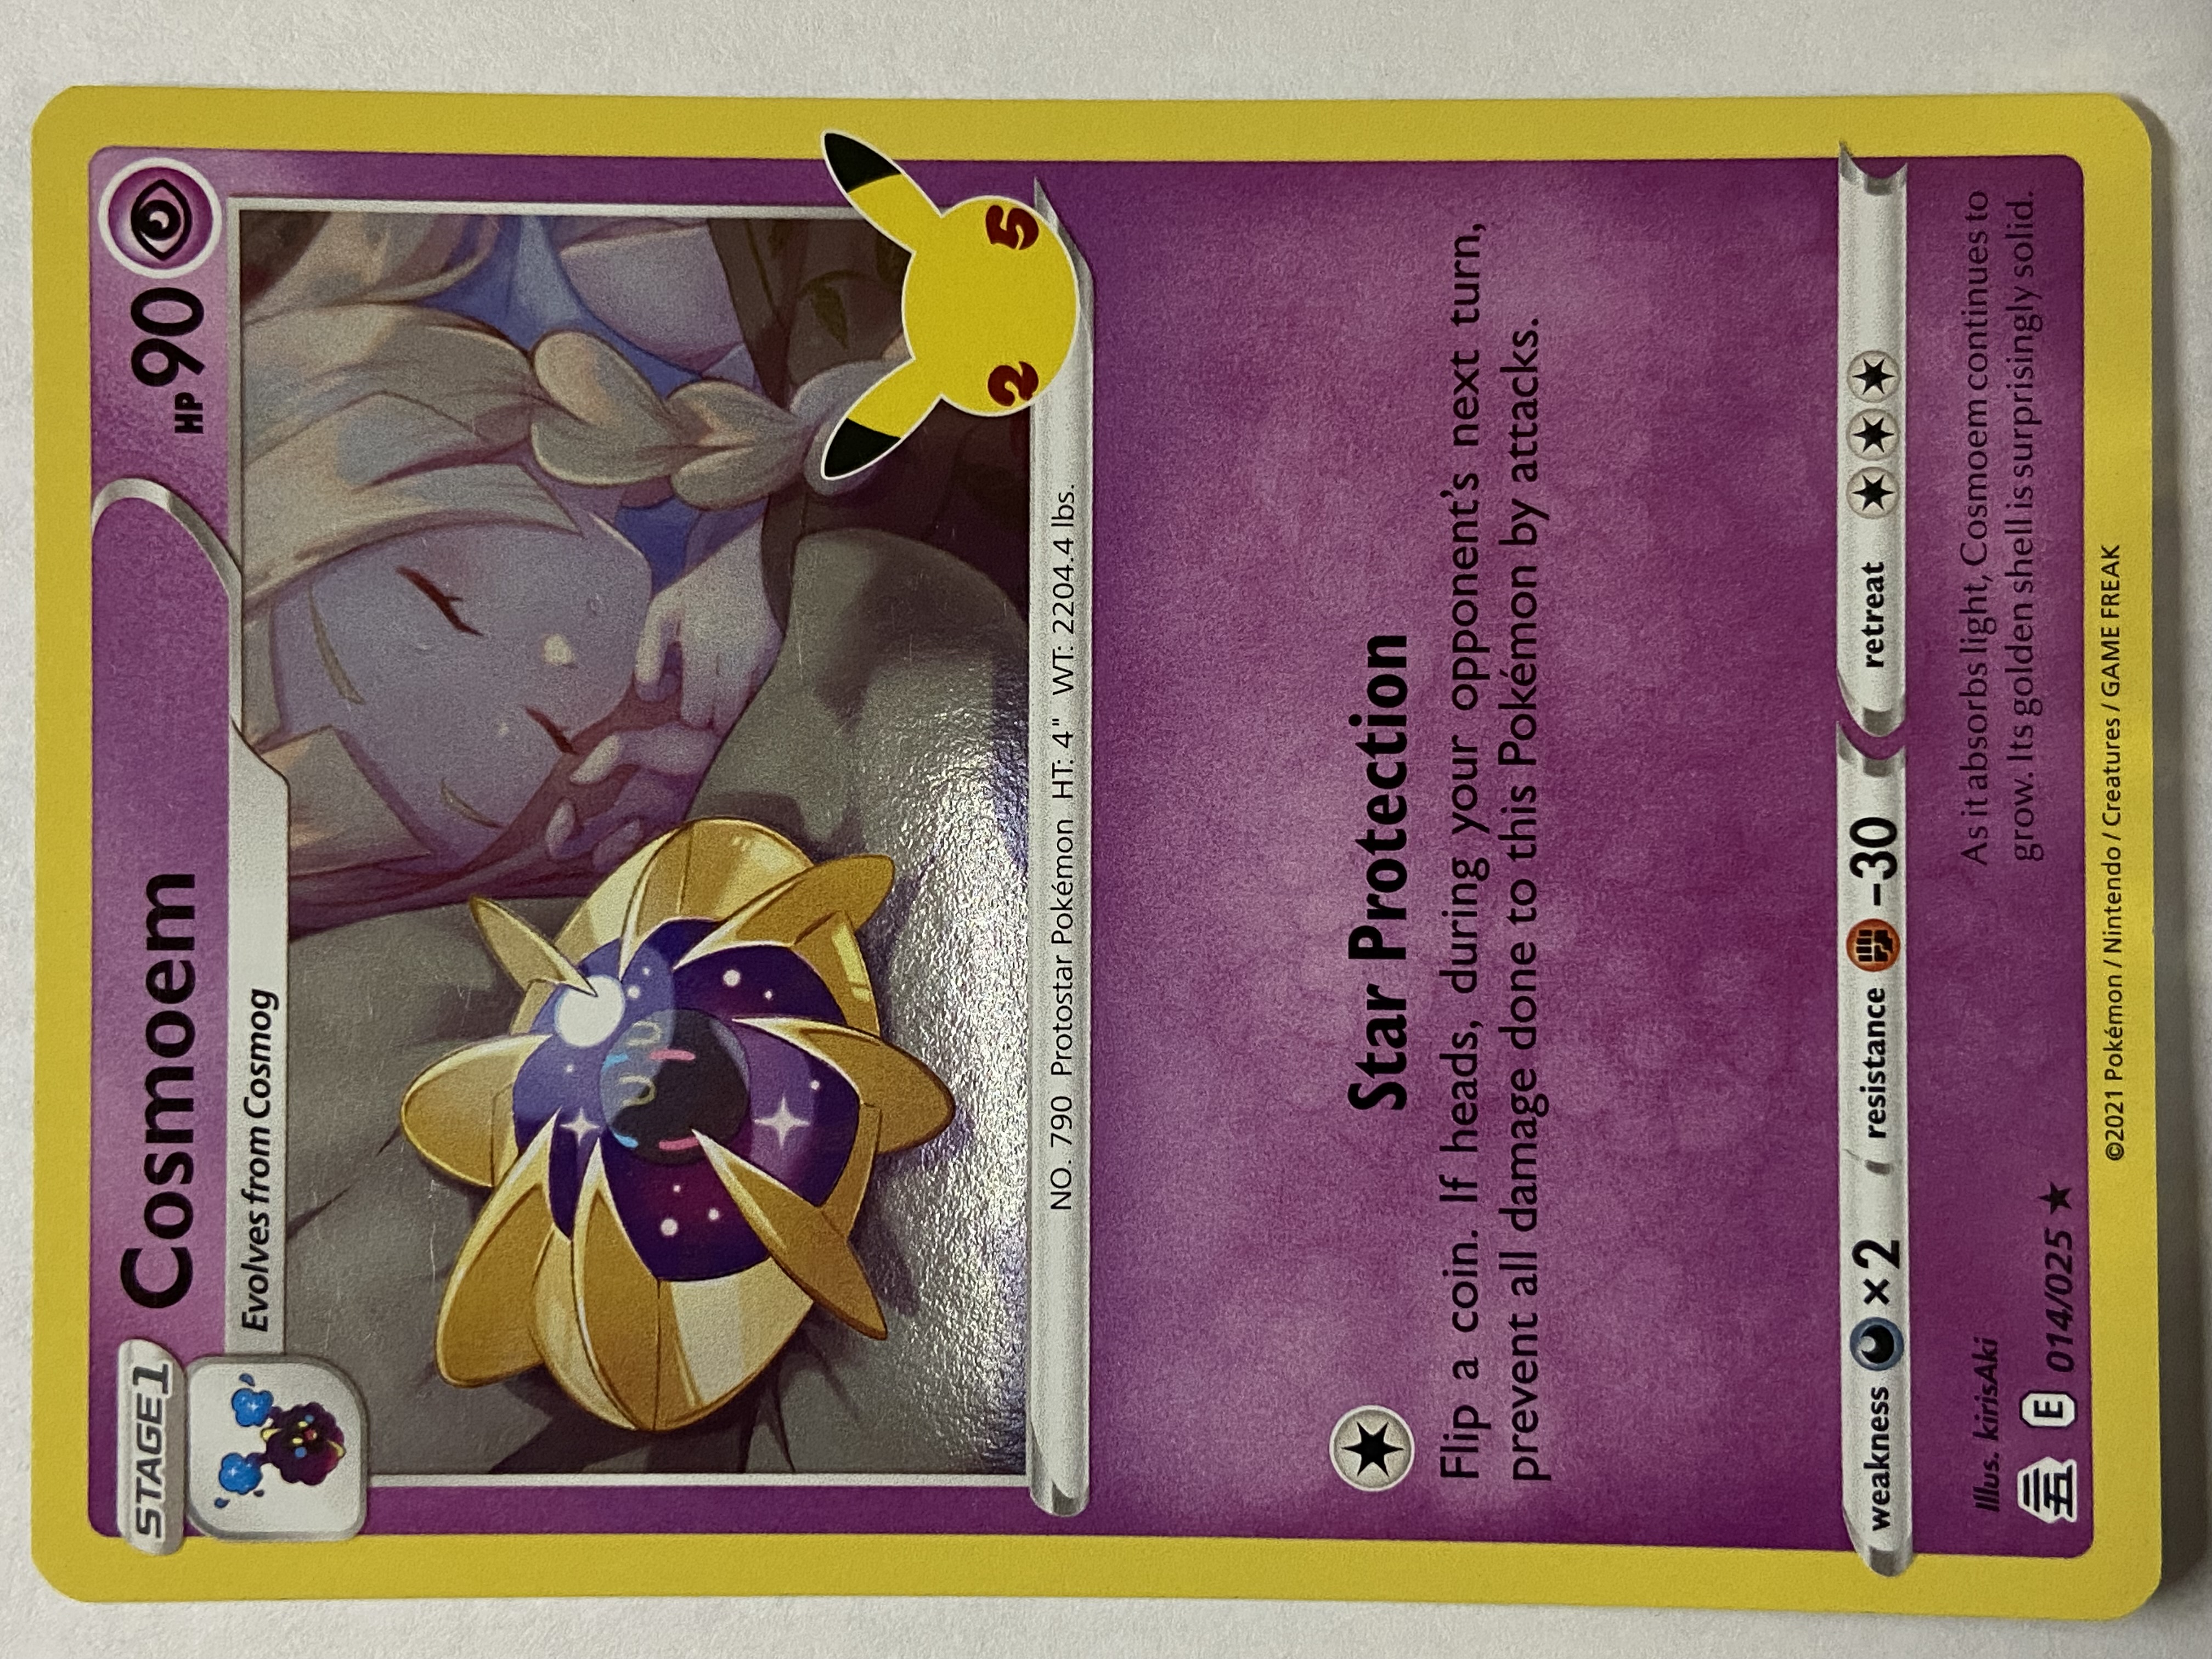 STAGE1
Cosmoem
HP 90
Evolves from Cosmog
25
NO. 790 Protostar Pokémon HT: 4" WT: 2204.4 lbs.
Star Protection
Flip a coin. If heads, during your opponent's next turn,
prevent all damage done to this Pokémon by attacks.
weakness ×2 resistance -30 retreat
Illus. kirisAki
As it absorbs light, Cosmoem continues to
grow. Its golden shell is surprisingly solid.
E 014/025 ★
©2021 Pokémon / Nintendo / Creatures / GAME FREAK